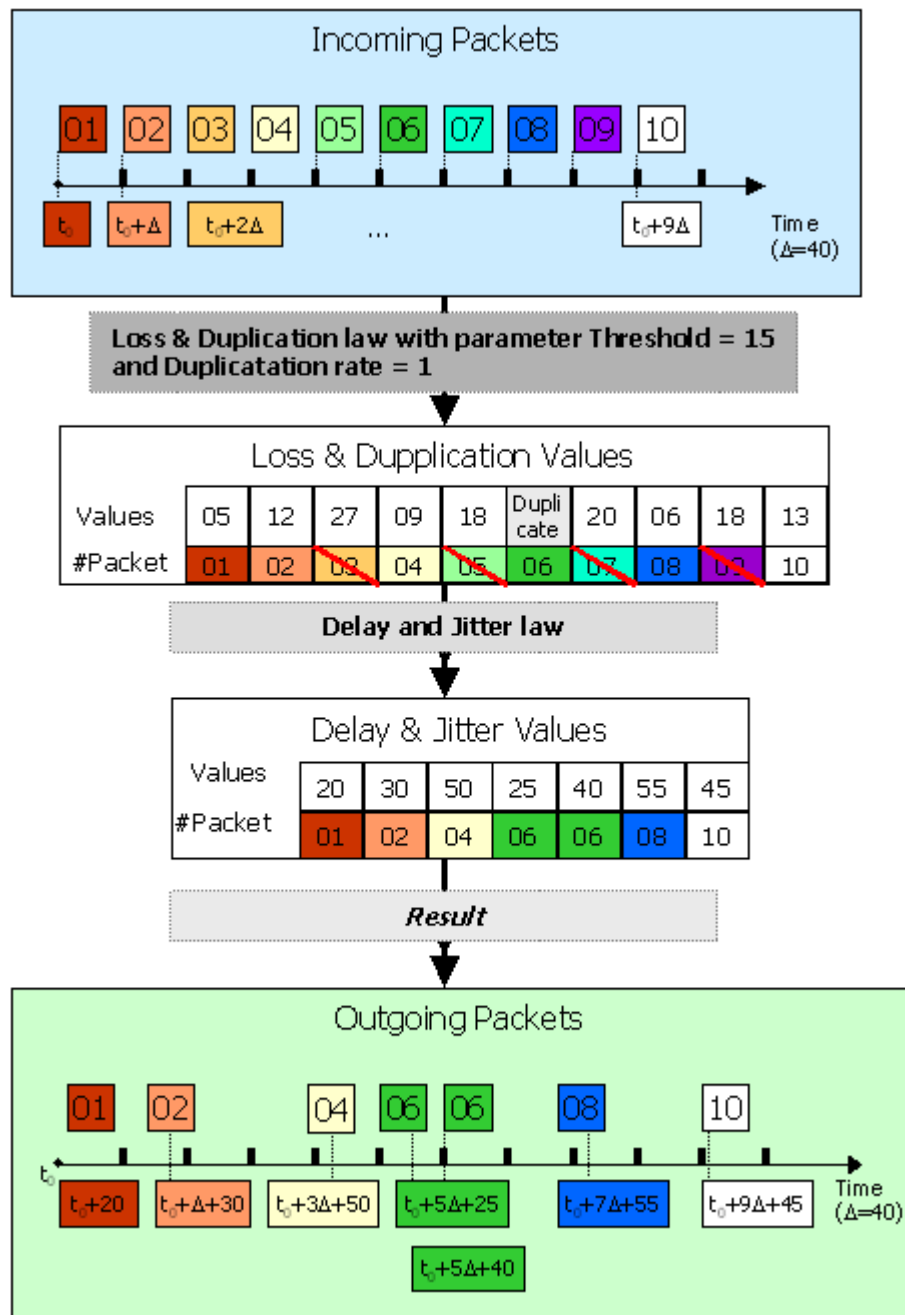 Incoming Packets
01 02 03 04 05 06 07 08 09 10
t₀ t₀+Δ t₀+2Δ ... t₀+9Δ Time
(Δ=40)
Loss & Duplication law with parameter Threshold = 15
and Duplicatation rate = 1
Loss & Dupplication Values
Values 05 12 27 09 18 Dupli
cate 20 06 18 13
#Packet 01 02 03 04 05 06 07 08 09 10
Delay and Jitter law
Delay & Jitter Values
Values 20 30 50 25 40 55 45
#Packet 01 02 04 06 06 08 10
Result
Outgoing Packets
01 02 04 06 06 08 10
t₀
t₀+20 t₀+Δ+30 t₀+3Δ+50 t₀+5Δ+25 t₀+7Δ+55 t₀+9Δ+45 Time
(Δ=40)
t₀+5Δ+40